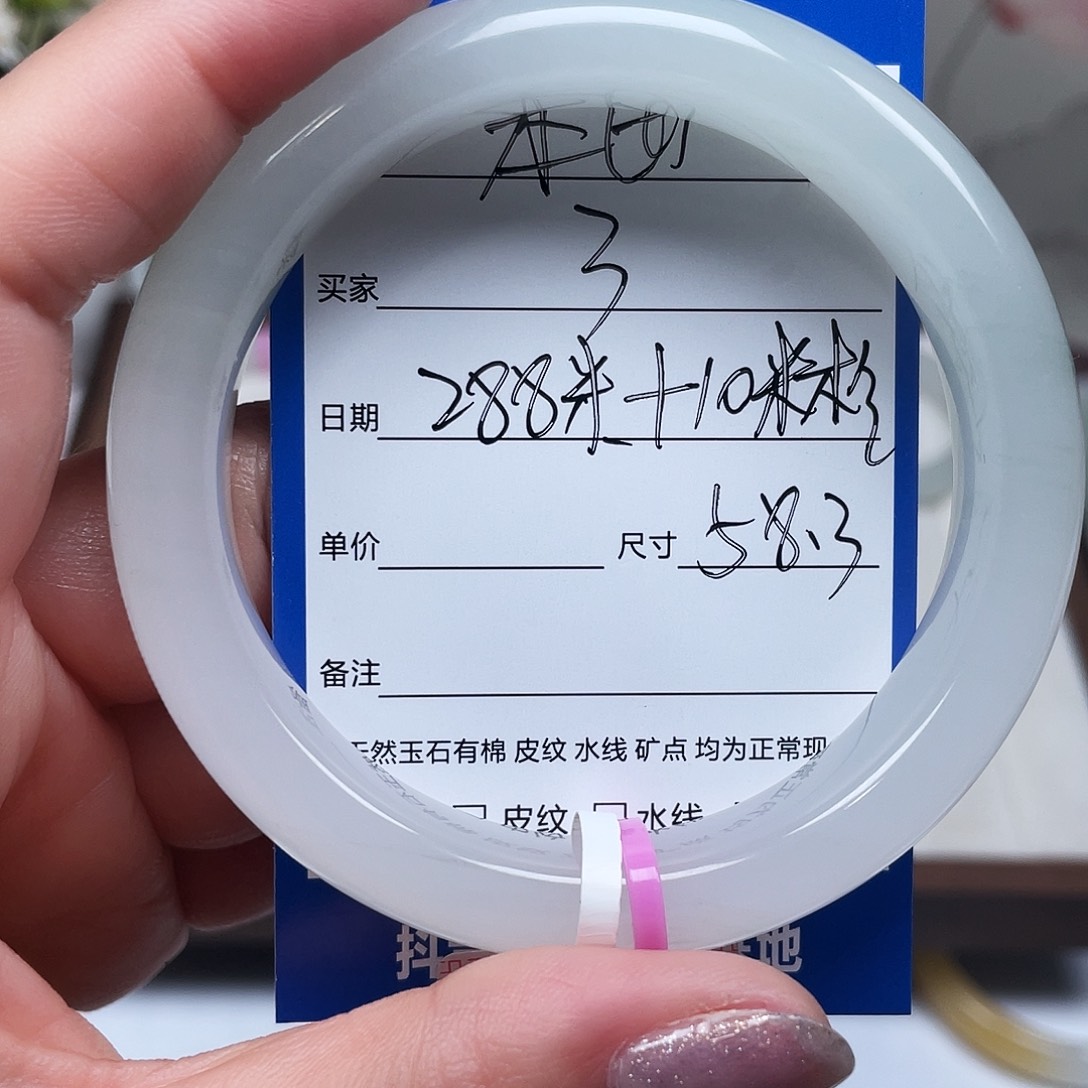 买家 3
日期 288米+10米
单价 尺寸 58.3
备注
然玉石有棉 皮纹 水线 矿点 均为正常现
皮纹 水线
地